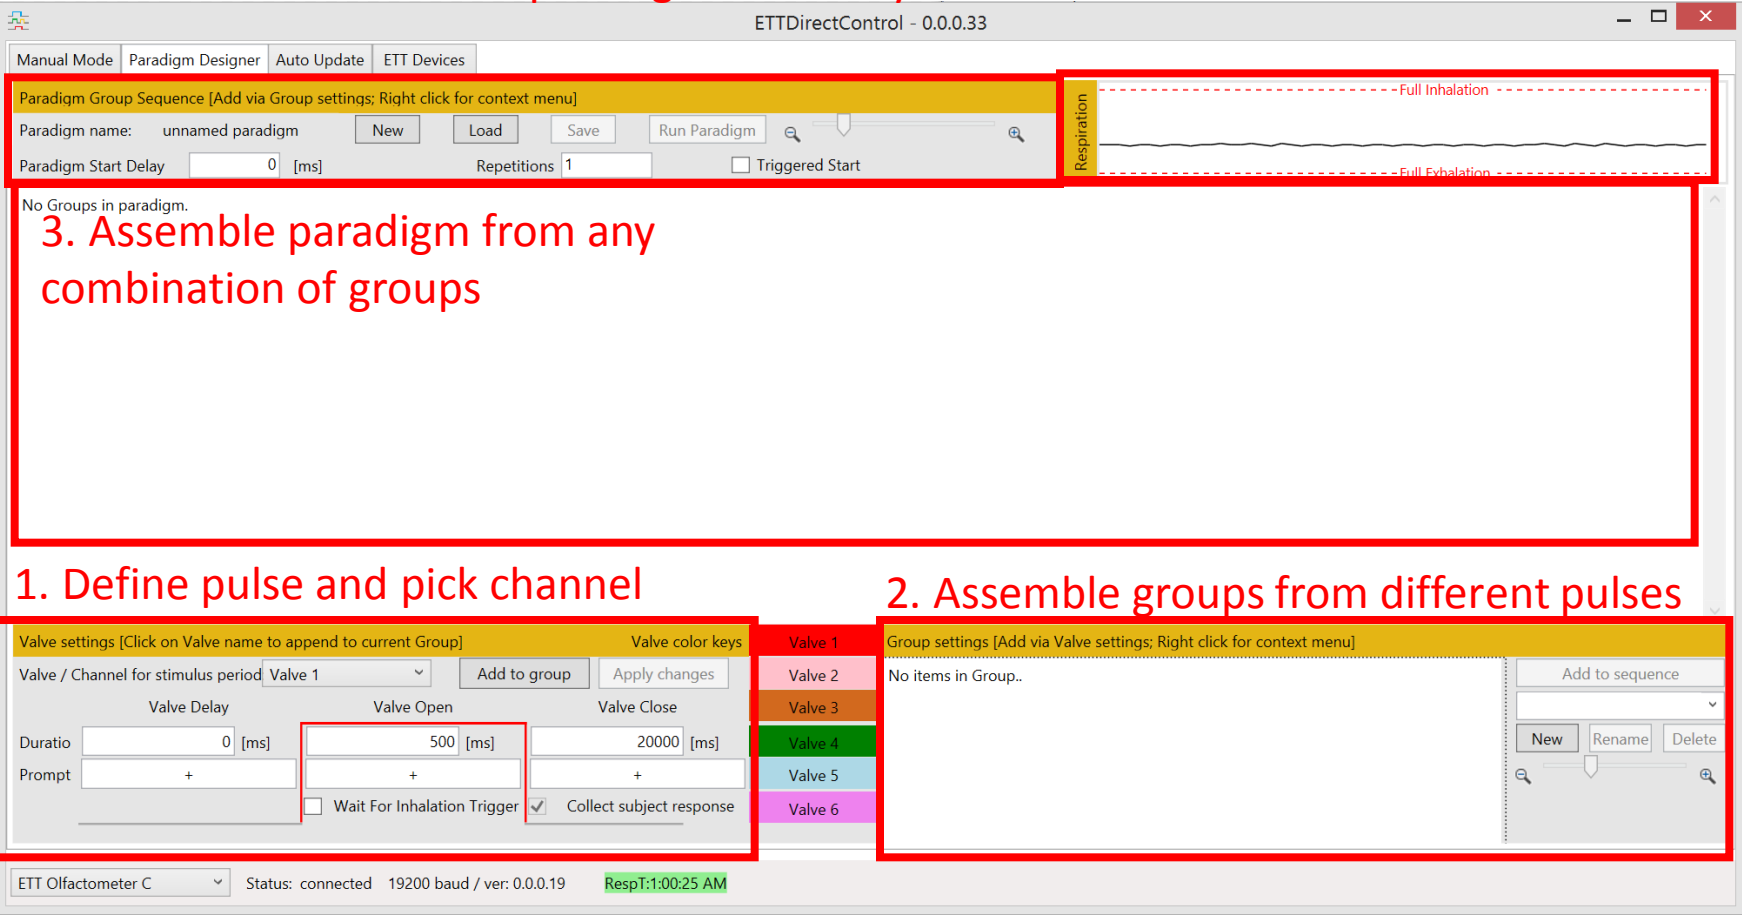 ETTDirectControl - 0.0.0.33
Manual Mode Paradigm Designer Auto Update ETT Devices
Paradigm Group Sequence [Add via Group settings; Right click for context menu]
Paradigm name: unnamed paradigm New Load Save Run Paradigm
Paradigm Start Delay 0 [ms] Repetitions 1 Triggered Start
Respiration
Full Inhalation
Full Exhalation
No Groups in paradigm.
3. Assemble paradigm from any
combination of groups
1. Define pulse and pick channel
2. Assemble groups from different pulses
Valve settings [Click on Valve name to append to current Group] Valve color keys
Valve / Channel for stimulus period Valve 1 Add to group Apply changes
Valve Delay Valve Open Valve Close
Duratio 0 [ms] 500 [ms] 20000 [ms]
Prompt + + +
Wait For Inhalation Trigger Collect subject response
Valve 1
Valve 2
Valve 3
Valve 4
Valve 5
Valve 6
Group settings [Add via Valve settings; Right click for context menu]
No items in Group..
Add to sequence
New Rename Delete
ETT Olfactometer C Status: connected 19200 baud / ver: 0.0.0.19 RespT:1:00:25 AM